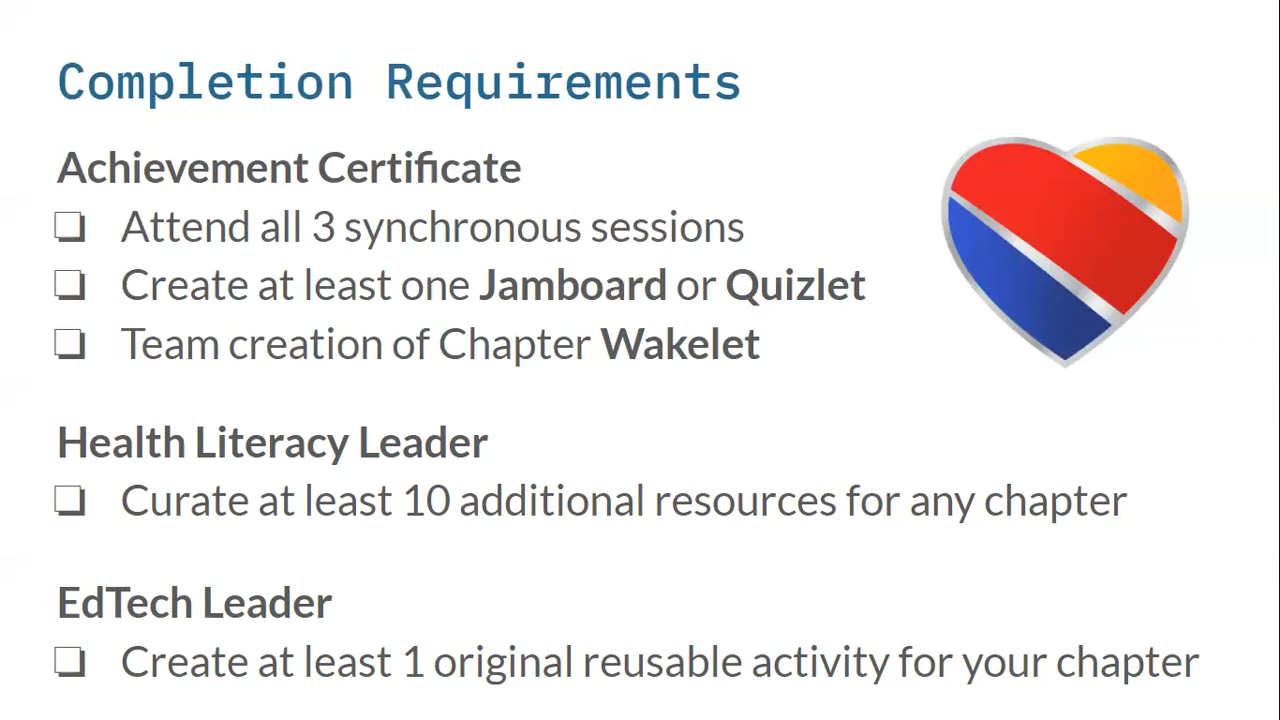 Completion Requirements
Achievement Certificate
❏ Attend all 3 synchronous sessions
❏ Create at least one Jamboard or Quizlet
❏ Team creation of Chapter Wakelet
Health Literacy Leader
❏ Curate at least 10 additional resources for any chapter
EdTech Leader
❏ Create at least 1 original reusable activity for your chapter